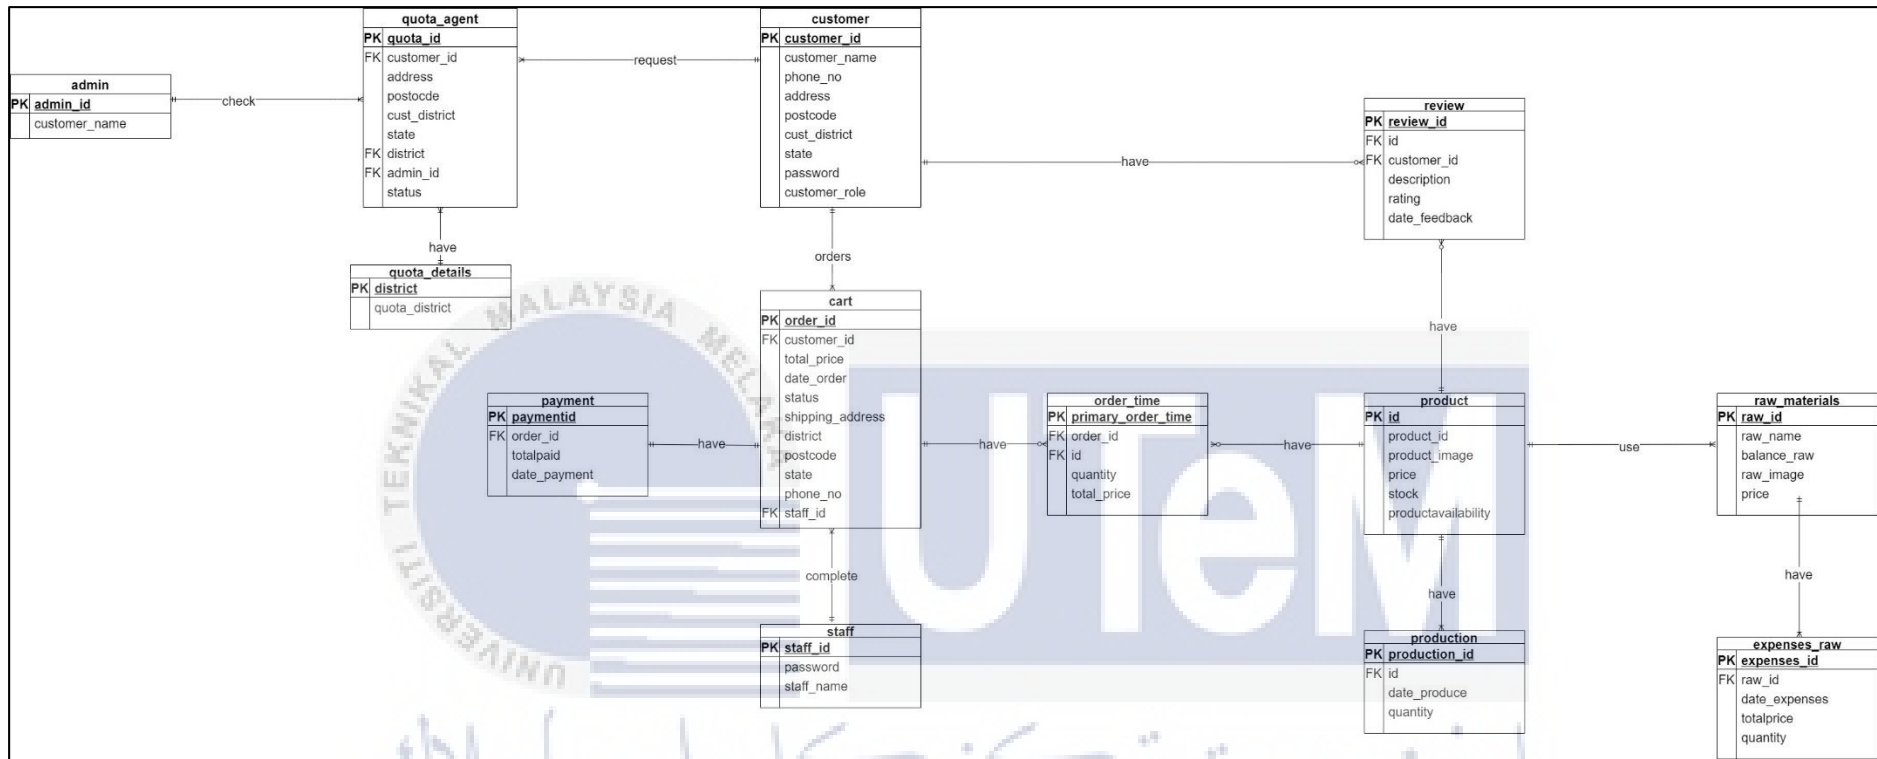 quota_agent
PK quota_id
FK customer_id
address
postocde
cust_district
state
FK district
FK admin_id
status
customer
PK customer_id
customer_name
phone_no
address
postcode
cust_district
state
password
customer_role
request
admin
PK admin_id
customer_name
check
review
PK review_id
FK id
FK customer_id
description
rating
date_feedback
have
have
orders
quota_details
PK district
quota_district
cart
PK order_id
FK customer_id
total_price
date_order
status
shipping_address
district
postcode
state
phone_no
FK staff_id
have
payment
PK paymentid
FK order_id
totalpaid
date_payment
have
order_time
PK primary_order_time
FK order_id
FK id
quantity
total_price
have
have
product
PK id
product_id
product_image
price
stock
productavailability
use
raw_materials
PK raw_id
raw_name
balance_raw
raw_image
price
complete
have
have
staff
PK staff_id
password
staff_name
production
PK production_id
FK id
date_produce
quantity
expenses_raw
PK expenses_id
FK raw_id
date_expenses
totalprice
quantity
UNIVERSITI TEKNIKAL MALAYSIA MELAKA
UTeM